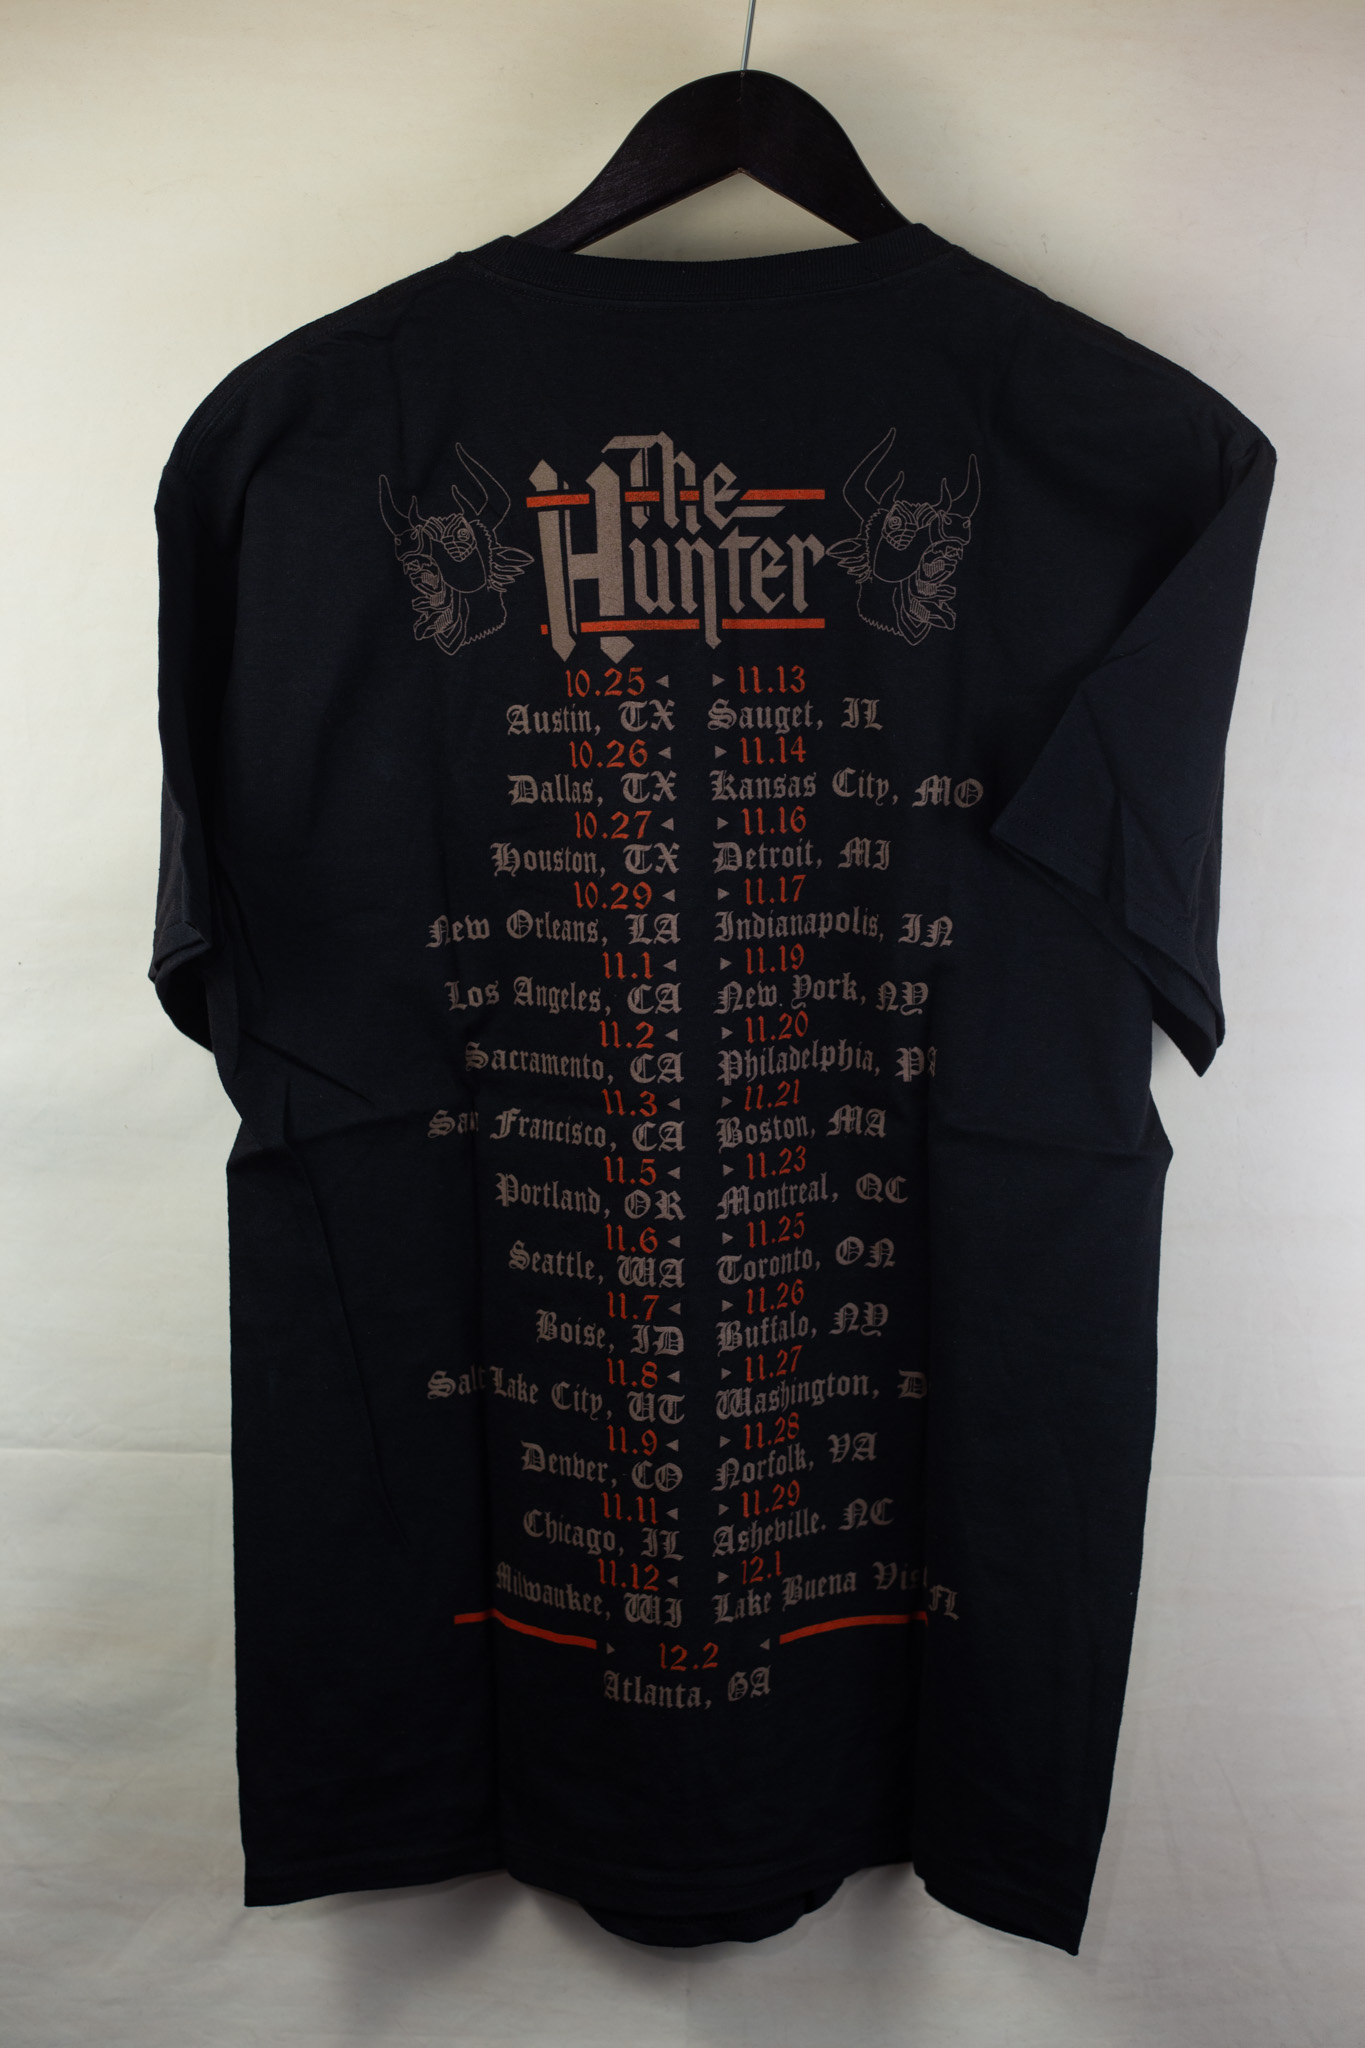 The
Hunter
10.25
Austin, TX
10.26
Dallas, TX
10.27
Houston, TX
10.29
New Orleans, LA
11.1
Los Angeles, CA
11.2
Sacramento, CA
11.3
San Francisco, CA
11.5
Portland, OR
11.6
Seattle, WA
11.7
Boise, ID
11.8
Salt Lake City, UT
11.9
Denver, CO
11.11
Chicago, IL
11.12
Milwaukee, WI
11.13
Sauget, IL
11.14
Kansas City, MO
11.16
Detroit, MI
11.17
Indianapolis, IN
11.19
New York, NY
11.20
Philadelphia, PA
11.21
Boston, MA
11.23
Montreal, QC
11.25
Toronto, ON
11.26
Buffalo, NY
11.27
Washington, D
11.28
Norfolk, VA
11.29
Asheville. NC
12.1
Lake Buena Vis FL
12.2
Atlanta, GA